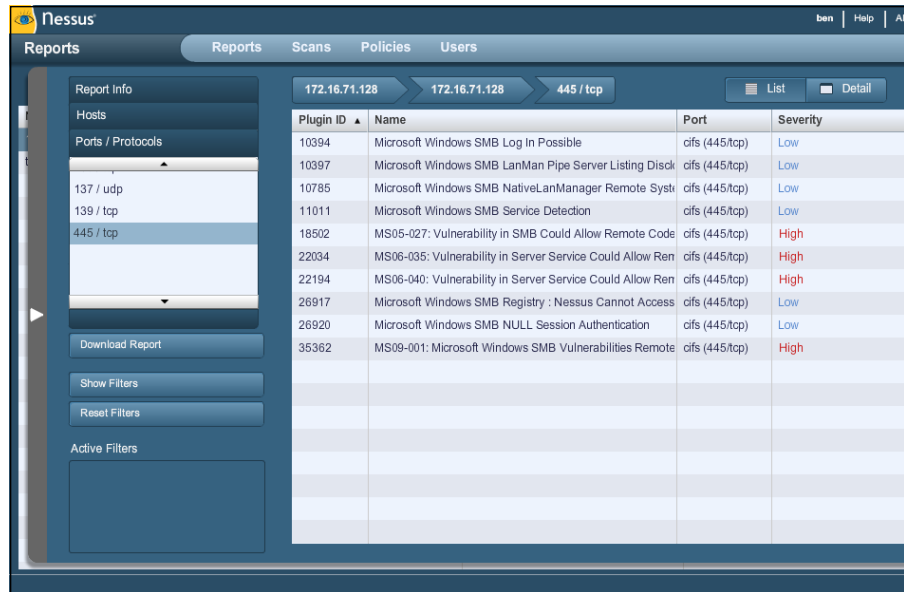 Nessus
ben | Help | A
Reports
Reports Scans Policies Users
Report Info
Hosts
Ports / Protocols
137 / udp
139 / tcp
445 / tcp
Download Report
Show Filters
Reset Filters
Active Filters
172.16.71.128 172.16.71.128 445 / tcp
List Detail
Plugin ID Name Port Severity
10394 Microsoft Windows SMB Log In Possible cifs (445/tcp) Low
10397 Microsoft Windows SMB LanMan Pipe Server Listing Discl cifs (445/tcp) Low
10785 Microsoft Windows SMB NativeLanManager Remote Syst cifs (445/tcp) Low
11011 Microsoft Windows SMB Service Detection cifs (445/tcp) Low
18502 MS05-027: Vulnerability in SMB Could Allow Remote Code cifs (445/tcp) High
22034 MS06-035: Vulnerability in Server Service Could Allow Rem cifs (445/tcp) High
22194 MS06-040: Vulnerability in Server Service Could Allow Rem cifs (445/tcp) High
26917 Microsoft Windows SMB Registry : Nessus Cannot Access cifs (445/tcp) Low
26920 Microsoft Windows SMB NULL Session Authentication cifs (445/tcp) Low
35362 MS09-001: Microsoft Windows SMB Vulnerabilities Remote cifs (445/tcp) High